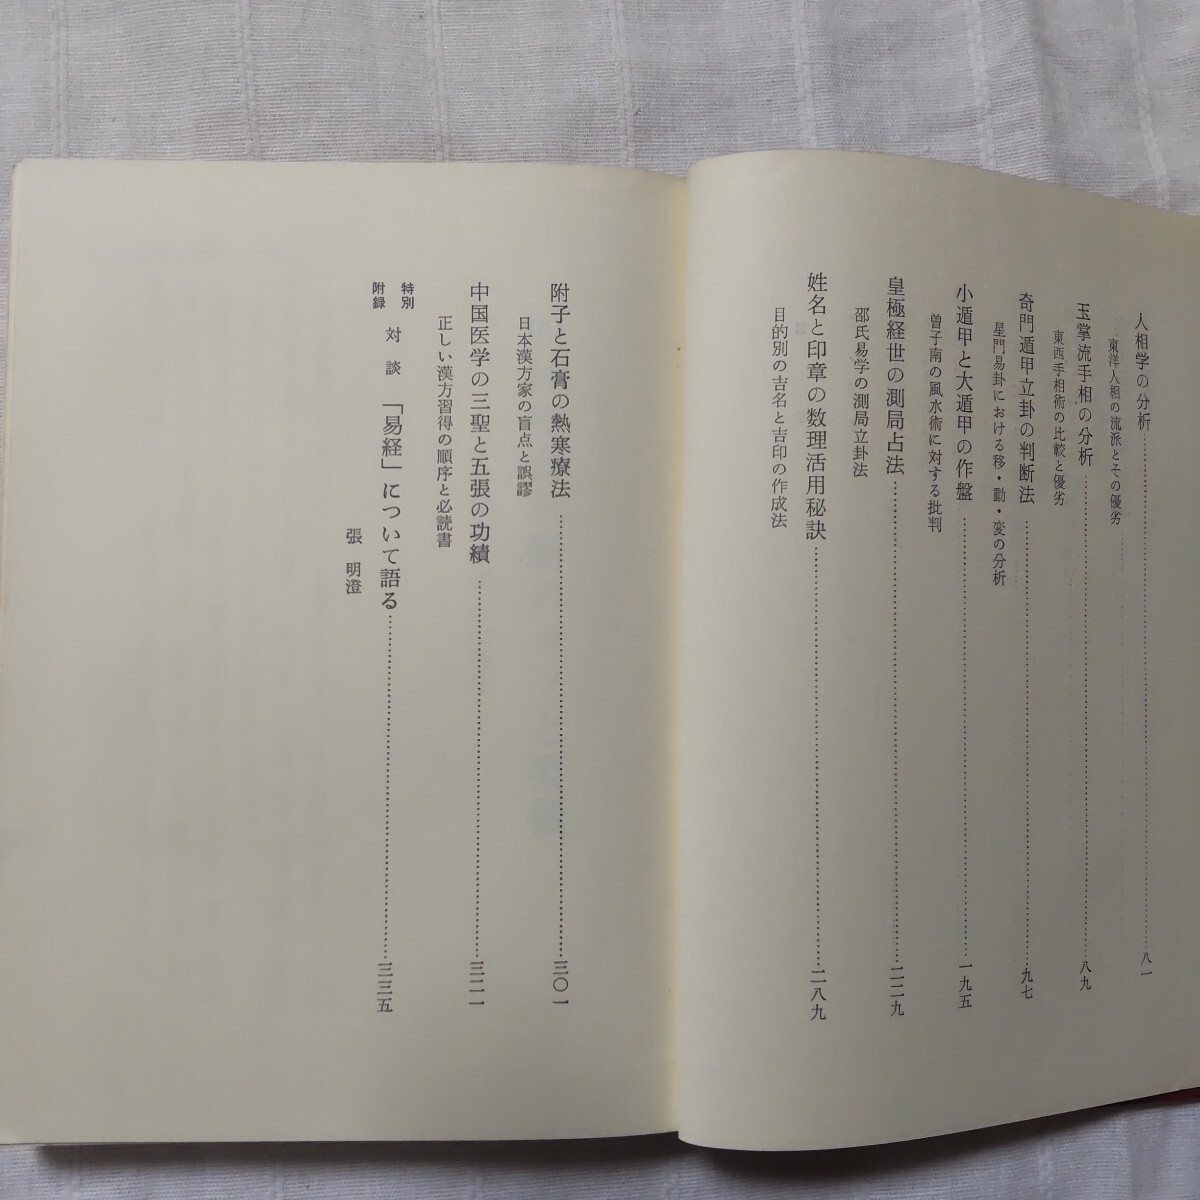 人相学の分析……………八一
東洋人相の流派とその優劣
玉掌流手相の分析……………八九
東西手相術の比較と優劣
奇門遁甲立卦の判断法……………九七
星門易卦における移・動・変の分析
小遁甲と大遁甲の作盤……………一九五
曽子南の風水術に対する批判
皇極経世の測局占法……………二二九
邵氏易学の測局立卦法
姓名と印章の数理活用秘訣……………二八九
目的別の吉名と吉印の作成法
附子と石膏の熱寒療法……………三〇一
日本漢方家の盲点と誤謬
中国医学の三聖と五張の功績……………三二一
正しい漢方習得の順序と必読書
特別附録 対談 「易経」について語る……………三三五
張明澄